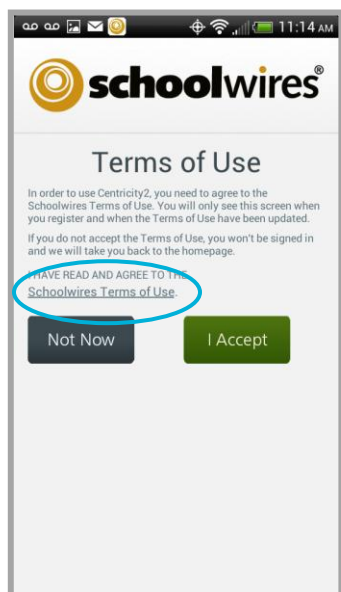 11:14 AM
schoolwires®
Terms of Use
In order to use Centricity2, you need to agree to the
Schoolwires Terms of Use. You will only see this screen when
you register and when the Terms of Use have been updated.
If you do not accept the Terms of Use, you won't be signed in
and we will take you back to the homepage.
I HAVE READ AND AGREE TO THE
Schoolwires Terms of Use.
Not Now
I Accept